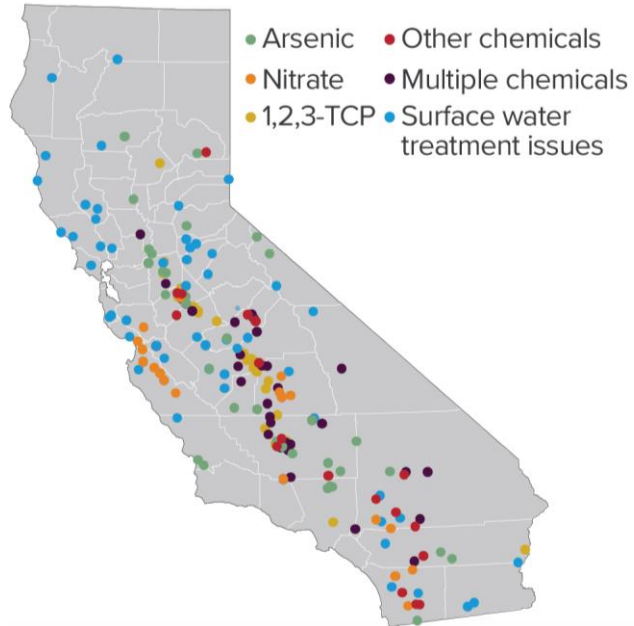 Arsenic
Other chemicals
Nitrate
Multiple chemicals
1,2,3-TCP
Surface water
treatment issues